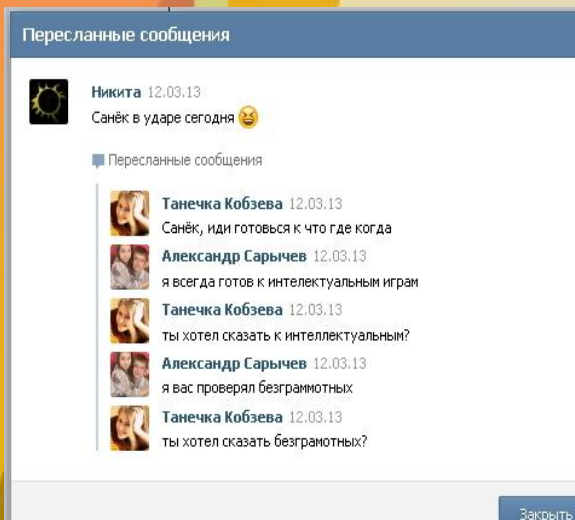 Пересланные сообщения
Никита 12.03.13
Санёк в ударе сегодня
Пересланные сообщения
Танечка Кобзева 12.03.13
Санёк, иди готовься к что где когда
Александр Сарычев 12.03.13
я всегда готов к интелектуальным играм
Танечка Кобзева 12.03.13
ты хотел сказать к интеллектуальным?
Александр Сарычев 12.03.13
я вас проверял безграммотных
Танечка Кобзева 12.03.13
ты хотел сказать безграмотных?
Закрыть